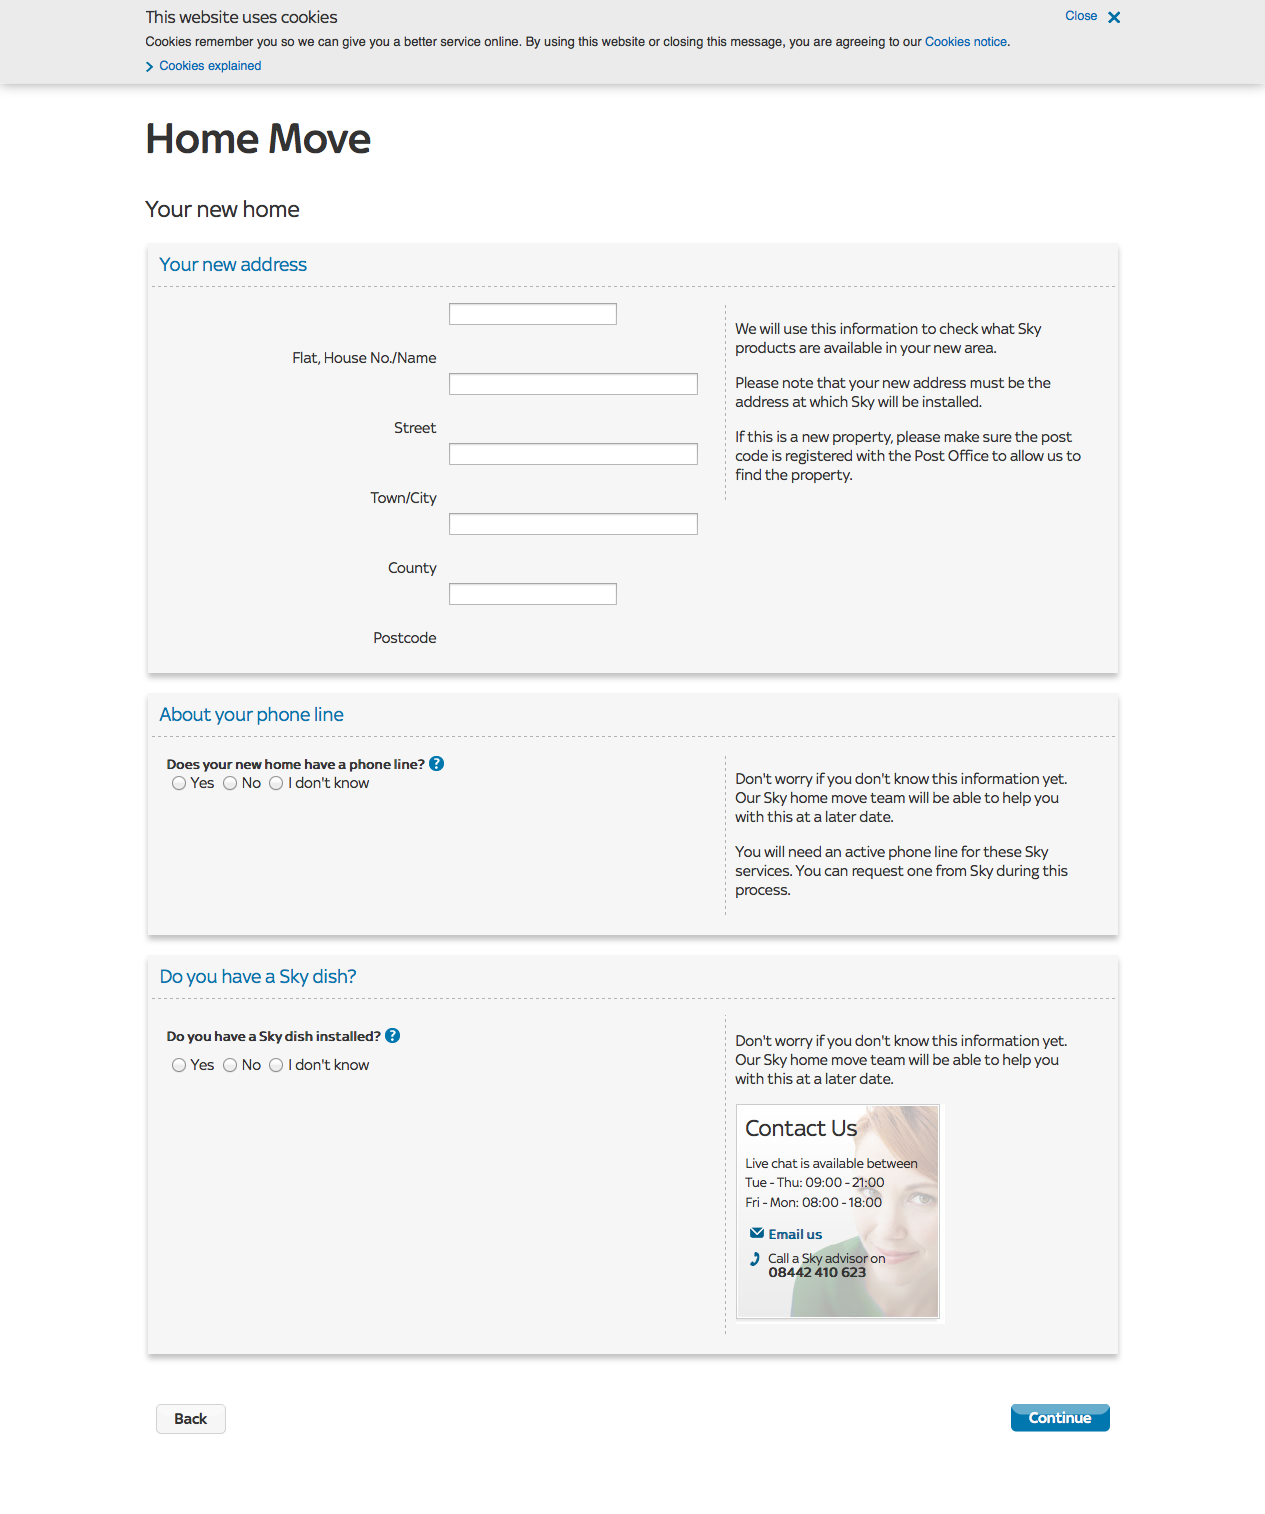 This website uses cookies
Close
Cookies remember you so we can give you a better service online. By using this website or closing this message, you are agreeing to our Cookies notice.
Cookies explained
Home Move
Your new home
Your new address
Flat, House No./Name
Street
Town/City
County
Postcode
We will use this information to check what Sky
products are available in your new area.
Please note that your new address must be the
address at which Sky will be installed.
If this is a new property, please make sure the post
code is registered with the Post Office to allow us to
find the property.
About your phone line
Does your new home have a phone line? ?
Yes No I don't know
Don't worry if you don't know this information yet.
Our Sky home move team will be able to help you
with this at a later date.
You will need an active phone line for these Sky
services. You can request one from Sky during this
process.
Do you have a Sky dish?
Do you have a Sky dish installed? ?
Yes No I don't know
Don't worry if you don't know this information yet.
Our Sky home move team will be able to help you
with this at a later date.
Contact Us
Live chat is available between
Tue - Thu: 09:00 - 21:00
Fri - Mon: 08:00 - 18:00
Email us
Call a Sky advisor on
08442 410 623
Back
Continue